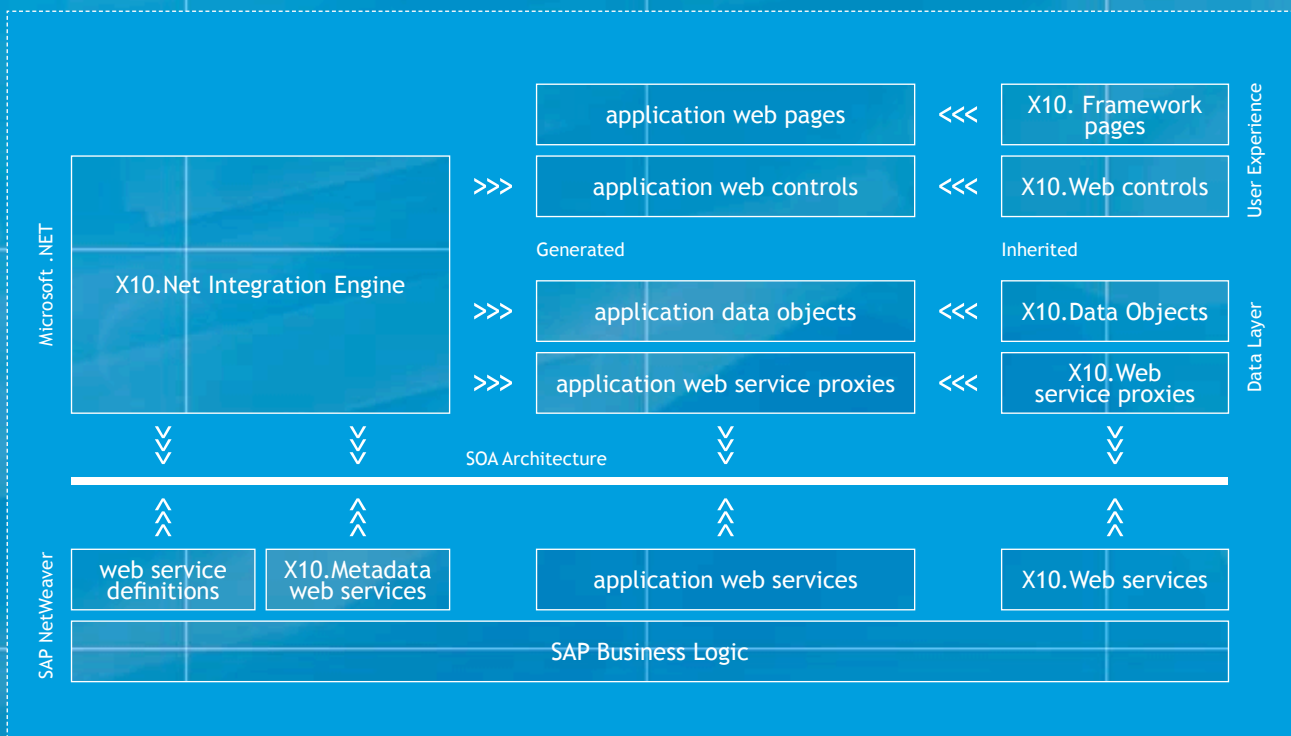 application web pages
<<<
X10. Framework
pages
User Experience
>>>
application web controls
<<<
X10.Web controls
Microsoft .NET
X10.Net Integration Engine
Generated
Inherited
>>>
application data objects
<<<
X10.Data Objects
Data Layer
>>>
application web service proxies
<<<
X10.Web
service proxies
SOA Architecture
SAP NetWeaver
web service
definitions
X10.Metadata
web services
application web services
X10.Web services
SAP Business Logic